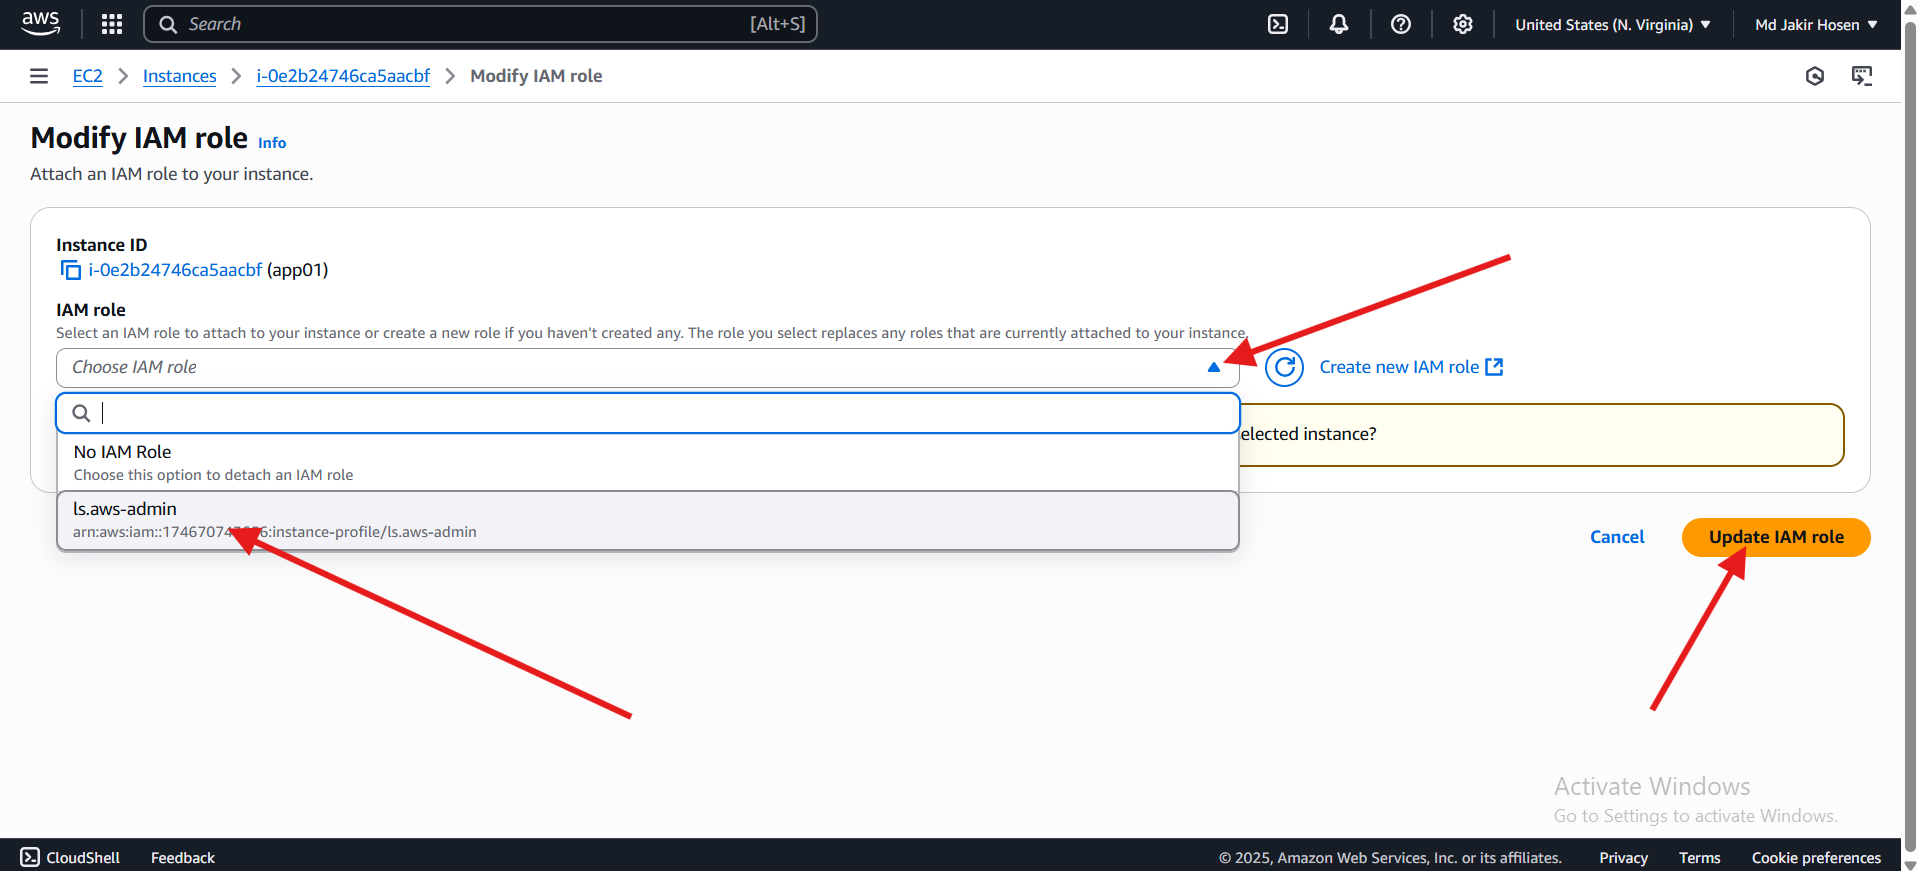 aws
Search [Alt+S]
United States (N. Virginia)
Md Jakir Hosen
EC2
Instances
i-0e2b24746ca5aacbf
Modify IAM role
Modify IAM role Info
Attach an IAM role to your instance.
Instance ID
i-0e2b24746ca5aacbf (app01)
IAM role
Select an IAM role to attach to your instance or create a new role if you haven't created any. The role you select replaces any roles that are currently attached to your instance.
Choose IAM role
Create new IAM role
elected instance?
No IAM Role
Choose this option to detach an IAM role
ls.aws-admin
:instance-profile/ls.aws-admin
Cancel
Update IAM role
Activate Windows
Go to Settings to activate Windows.
CloudShell
Feedback
© 2025, Amazon Web Services, Inc. or its affiliates.
Privacy
Terms
Cookie preferences